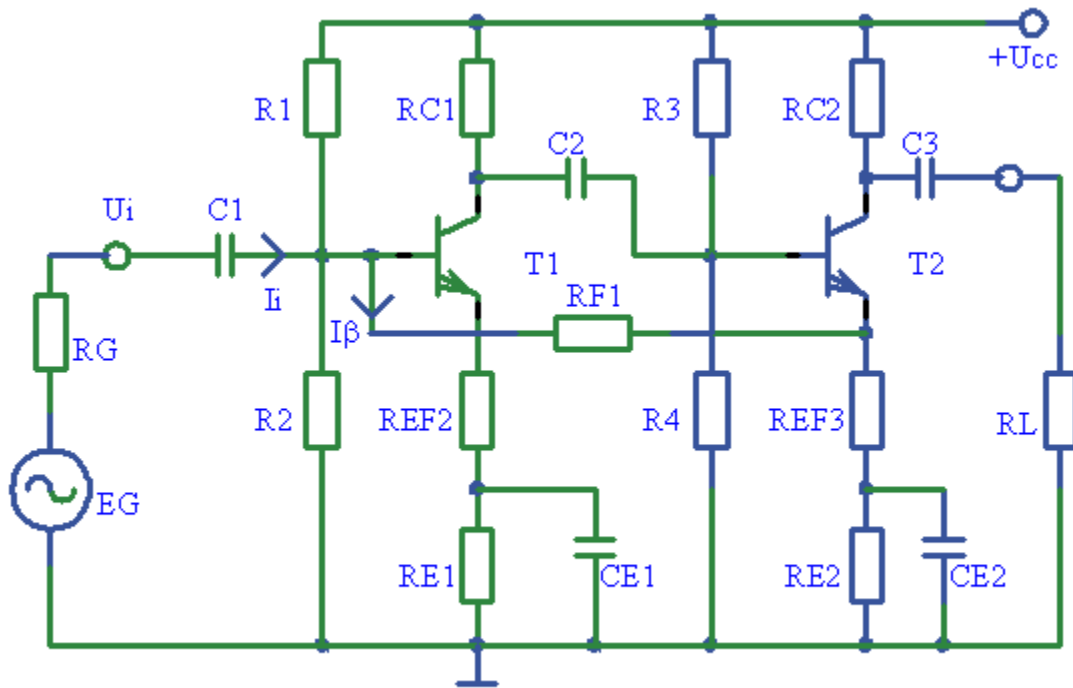 +Ucc
R1
RC1
R3
RC2
C2
C3
Ui
C1
T1
T2
Ii
RF1
Iβ
RG
R2
REF2
R4
REF3
RL
EG
RE1
CE1
RE2
CE2